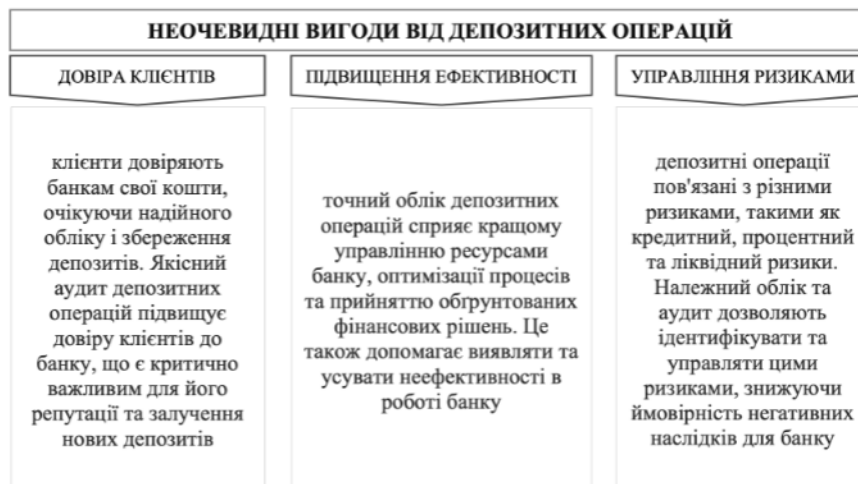 НЕОЧЕВИДНІ ВИГОДИ ВІД ДЕПОЗИТНИХ ОПЕРАЦІЙ
ДОВІРА КЛІЄНТІВ
клієнти довіряють
банкам свої кошти,
очікуючи надійного
обліку і збереження
депозитів. Якісний
аудит депозитних
операцій підвищує
довіру клієнтів до
банку, що є критично
важливим для його
репутації та залучення
нових депозитів
ПІДВИЩЕННЯ ЕФЕКТИВНОСТІ
точний облік депозитних
операцій сприяє кращому
управлінню ресурсами
банку, оптимізації процесів
та прийняттю обґрунтованих
фінансових рішень. Це
також допомагає виявляти та
усувати неефективності в
роботі банку
УПРАВЛІННЯ РИЗИКАМИ
депозитні операції
пов'язані з різними
ризиками, такими як
кредитний, процентний
та ліквідний ризики.
Належний облік та
аудит дозволяють
ідентифікувати та
управляти цими
ризиками, знижуючи
ймовірність негативних
наслідків для банку